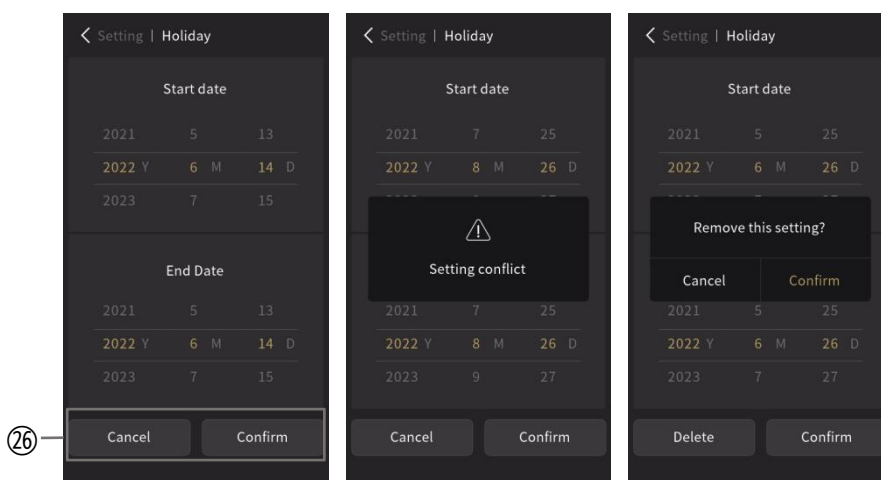 Setting | Holiday
Start date
2021 5 13
2022 Y 6 M 14 D
2023 7 15
End Date
2021 5 13
2022 Y 6 M 14 D
2023 7 15
Cancel Confirm
㉖
Setting | Holiday
Start date
2021 7 25
2022 Y 8 M 26 D
Setting conflict
2021 7 25
2022 Y 8 M 26 D
2023 9 27
Cancel Confirm
Setting | Holiday
Start date
2021 5 25
2022 Y 6 M 26 D
Remove this setting?
Cancel Confirm
2021 5 25
2022 Y 6 M 26 D
2023 7 27
Delete Confirm